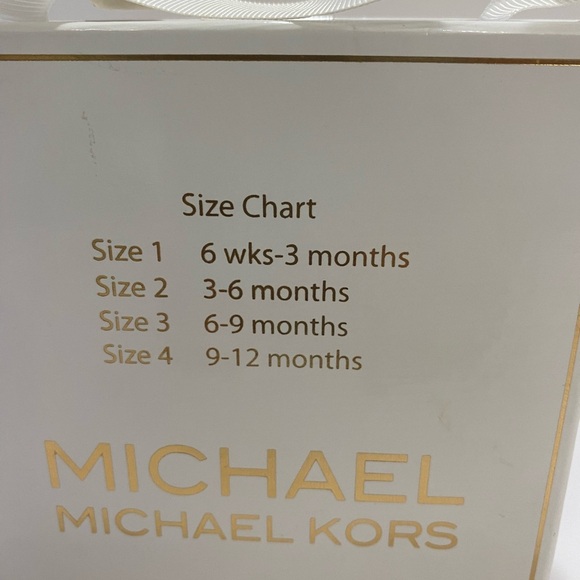 Size Chart
Size 1 6 wks-3 months
Size 2 3-6 months
Size 3 6-9 months
Size 4 9-12 months
MICHAEL
MICHAEL KORS